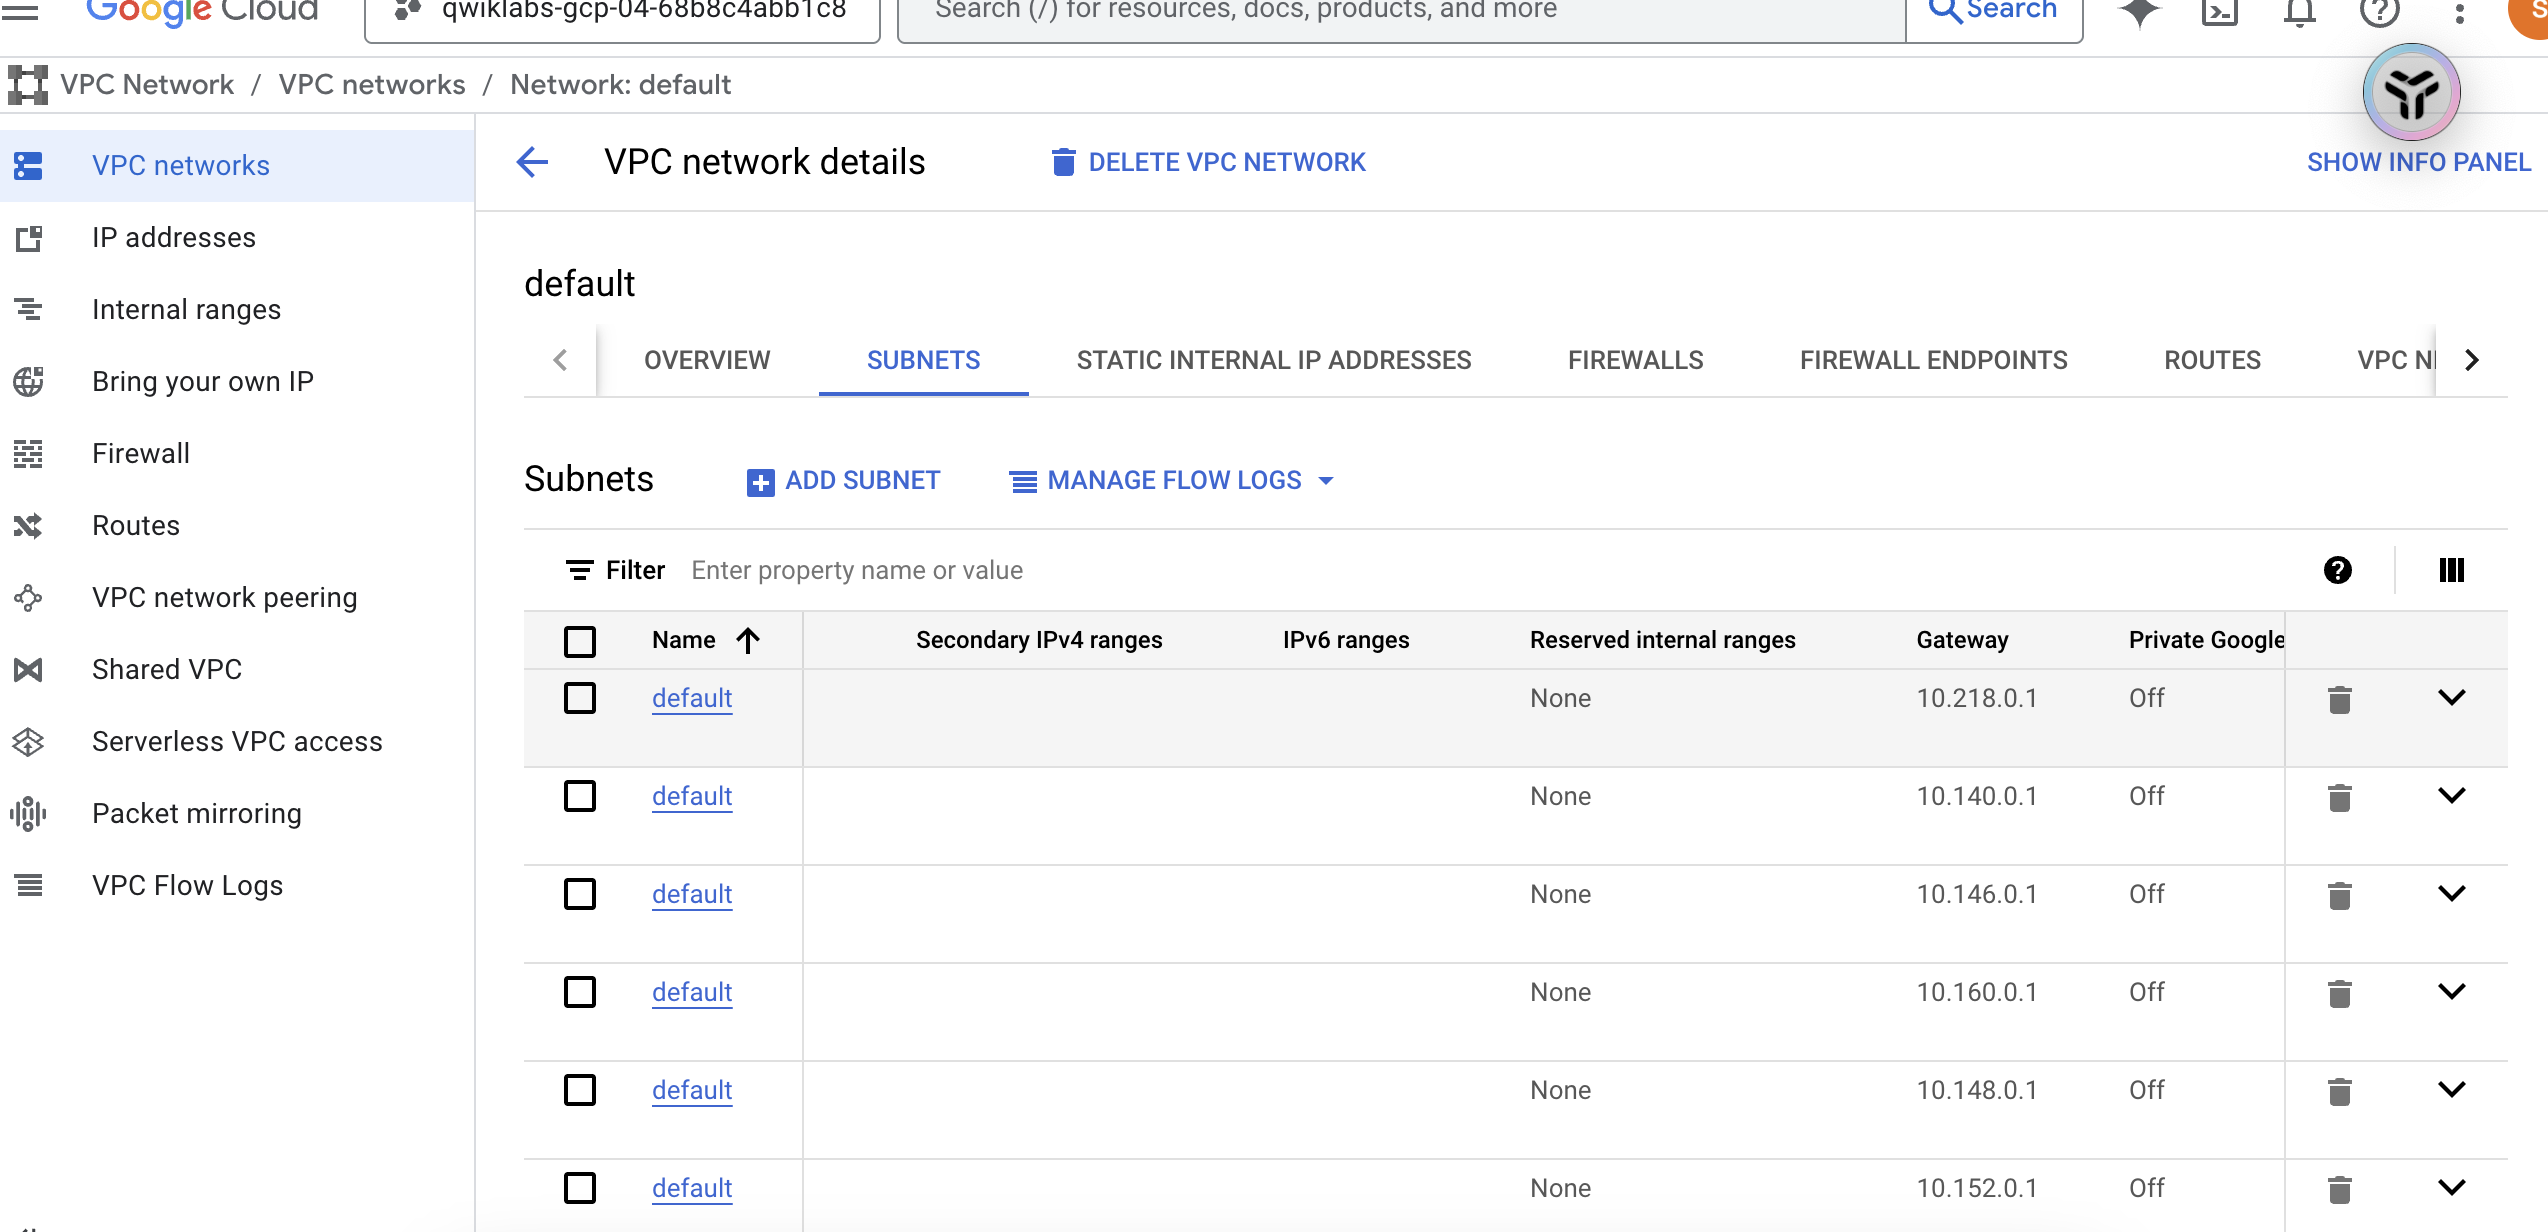 Google Cloud
qwiklabs-gcp-04-68b8c4abb1c8
Search (/) for resources, docs, products, and more
Search
S
VPC Network / VPC networks / Network: default
VPC networks
IP addresses
Internal ranges
Bring your own IP
Firewall
Routes
VPC network peering
Shared VPC
Serverless VPC access
Packet mirroring
VPC Flow Logs
VPC network details
DELETE VPC NETWORK
SHOW INFO PANEL
default
OVERVIEW SUBNETS STATIC INTERNAL IP ADDRESSES FIREWALLS FIREWALL ENDPOINTS ROUTES VPC
Subnets ADD SUBNET MANAGE FLOW LOGS
Filter Enter property name or value
Name Secondary IPv4 ranges IPv6 ranges Reserved internal ranges Gateway Private Google
default None 10.218.0.1 Off
default None 10.140.0.1 Off
default None 10.146.0.1 Off
default None 10.160.0.1 Off
default None 10.148.0.1 Off
default None 10.152.0.1 Off